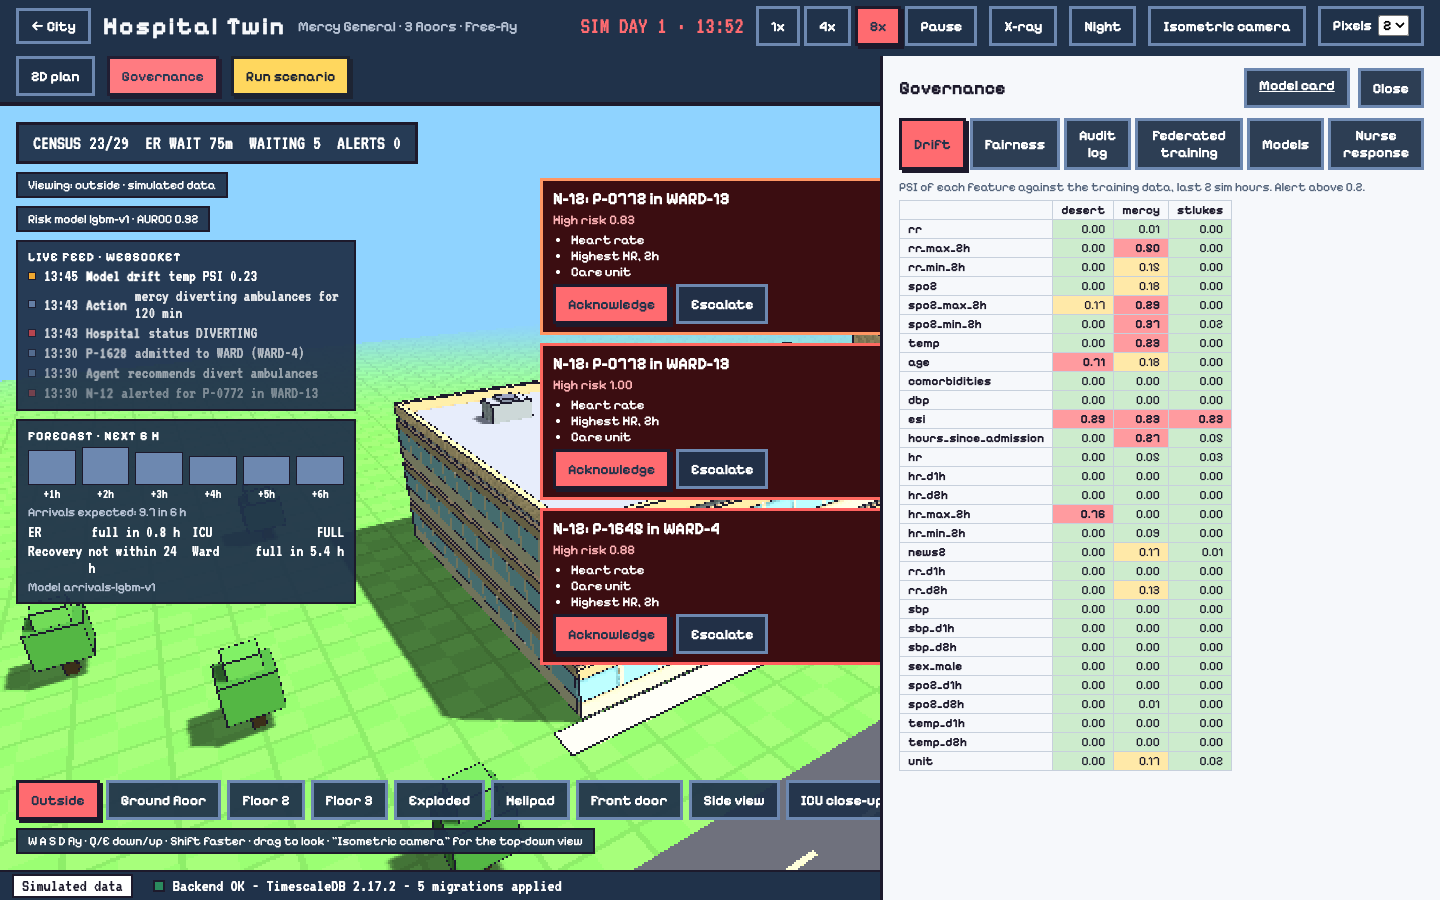 ← City
Hospital Twin
Mercy General · 3 floors · Free-fly
SIM DAY 1 · 13:52
1x
4x
8x
Pause
X-ray
Night
Isometric camera
Pixels 2
2D plan
Governance
Run scenario
CENSUS 23/29 ER WAIT 75m WAITING 5 ALERTS 0
Viewing: outside · simulated data
Risk model lgbm-v1 · AUROC 0.92
LIVE FEED · WEBSOCKET
13:45 Model drift temp PSI 0.23
13:43 Action mercy diverting ambulances for
120 min
13:43 Hospital status DIVERTING
13:30 P-1628 admitted to WARD (WARD-4)
13:30 Agent recommends divert ambulances
13:30 N-12 alerted for P-0772 in WARD-13
FORECAST · NEXT 6 H
+1h +2h +3h +4h +5h +6h
Arrivals expected: 9.7 in 6 h
ER full in 0.8 h ICU FULL
Recovery not within 24 Ward full in 5.4 h
h
Model arrivals-lgbm-v1
N-12: P-0772 in WARD-13
High risk 0.83
• Heart rate
• Highest HR, 2h
• Care unit
Acknowledge
Escalate
N-12: P-0772 in WARD-13
High risk 1.00
• Heart rate
• Highest HR, 2h
• Care unit
Acknowledge
Escalate
N-12: P-1645 in WARD-4
High risk 0.88
• Heart rate
• Care unit
• Highest HR, 2h
Acknowledge
Escalate
Outside
Ground floor
Floor 2
Floor 3
Exploded
Helipad
Front door
Side view
ICU close-up
W A S D fly · Q/E down/up · Shift faster · drag to look · "Isometric camera" for the top-down view
Simulated data
Backend OK - TimescaleDB 2.17.2 - 5 migrations applied
Governance
Model card
Close
Drift
Fairness
Audit
log
Federated
training
Models
Nurse
response
PSI of each feature against the training data, last 2 sim hours. Alert above 0.2.
desert mercy stlukes
rr 0.00 0.01 0.00
rr_max_2h 0.00 0.50 0.00
rr_min_2h 0.00 0.15 0.00
spo2 0.00 0.18 0.00
spo2_max_2h 0.17 0.29 0.00
spo2_min_2h 0.00 0.37 0.02
temp 0.00 0.23 0.00
age 0.71 0.18 0.00
comorbidities 0.00 0.00 0.00
dbp 0.00 0.00 0.00
esi 0.29 0.23 0.23
hours_since_admission 0.00 0.27 0.05
hr 0.00 0.05 0.03
hr_d1h 0.00 0.00 0.00
hr_d2h 0.00 0.00 0.00
hr_max_2h 0.76 0.00 0.00
hr_min_2h 0.00 0.09 0.00
news2 0.00 0.17 0.01
rr_d1h 0.00 0.00 0.00
rr_d2h 0.00 0.13 0.00
sbp 0.00 0.00 0.00
sbp_d1h 0.00 0.00 0.00
sbp_d2h 0.00 0.00 0.00
sex_male 0.00 0.00 0.00
spo2_d1h 0.00 0.00 0.00
spo2_d2h 0.00 0.01 0.00
temp_d1h 0.00 0.00 0.00
temp_d2h 0.00 0.00 0.00
unit 0.00 0.17 0.02